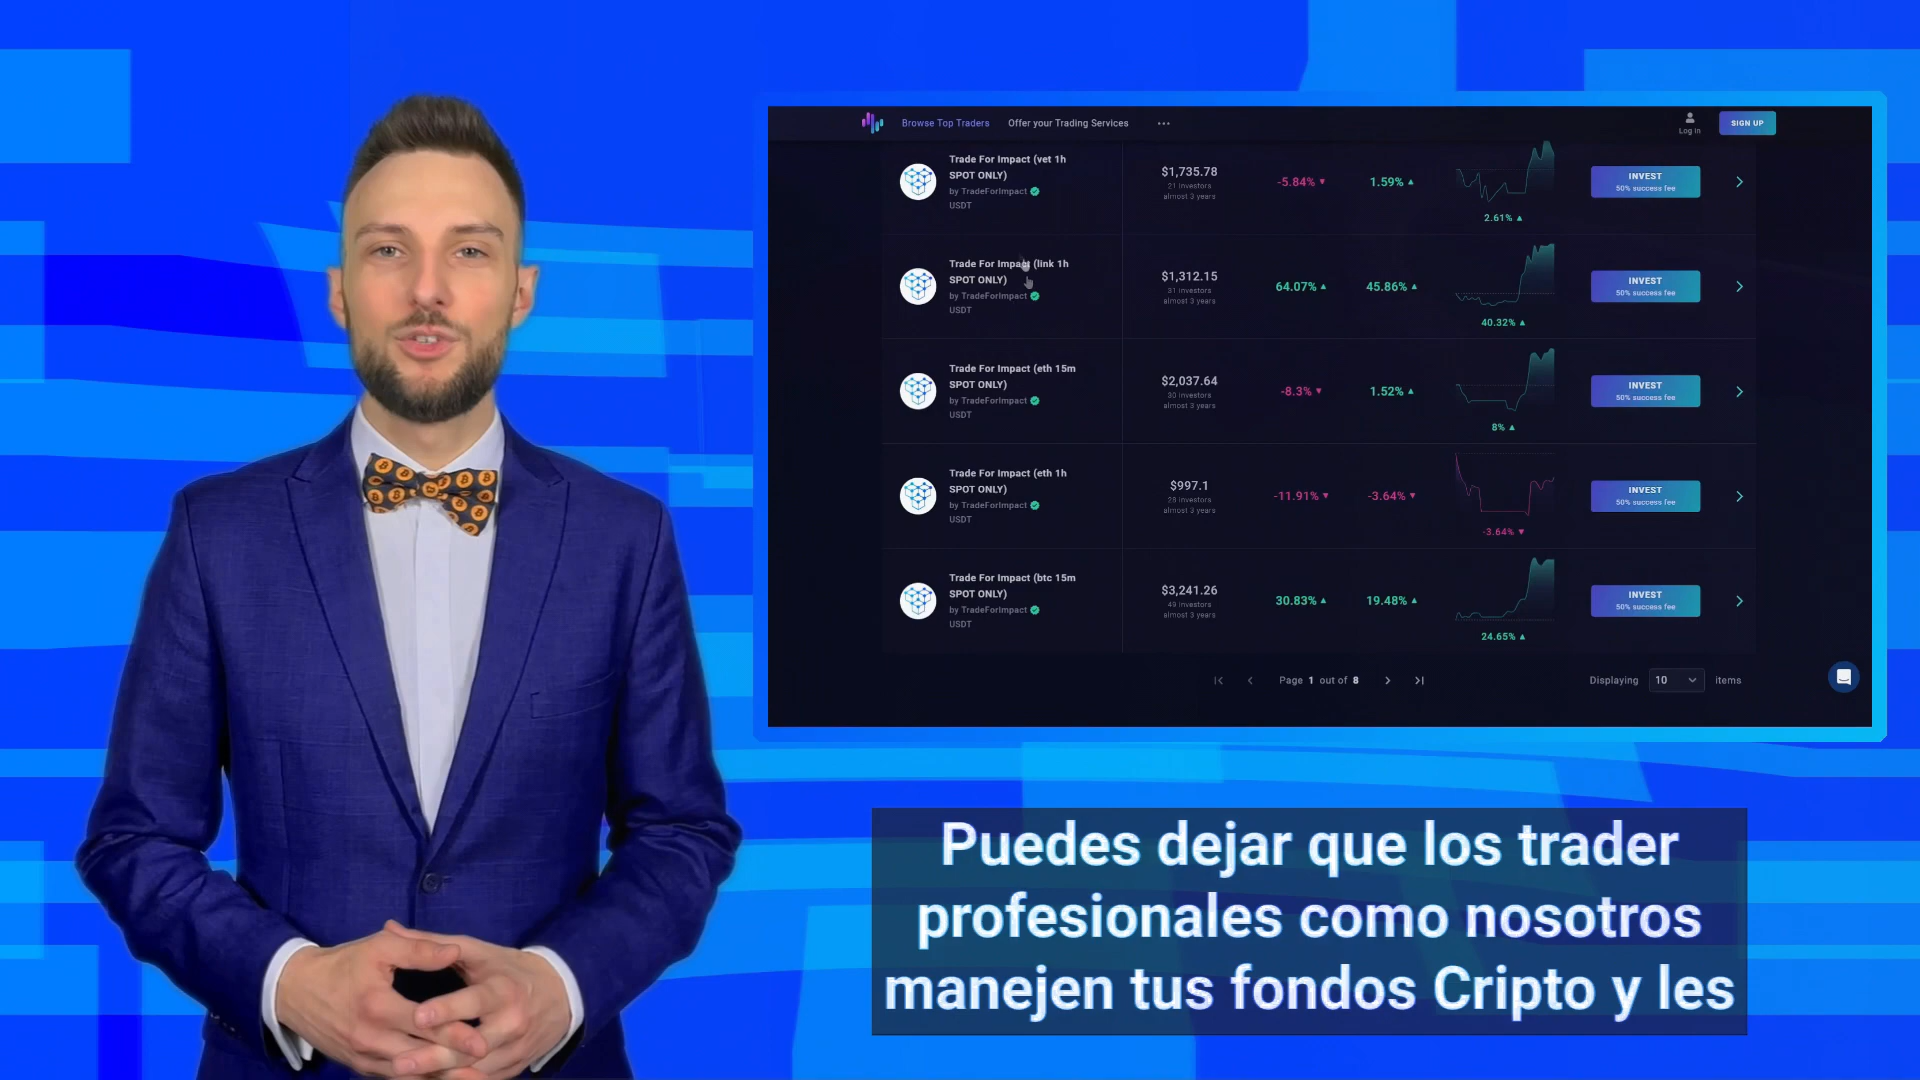 Browse Top Traders
Offer your Trading Services
Log in
SIGN UP
Trade For Impact (vet 1h
SPOT ONLY)
by TradeForImpact
USDT
$1,735.78
21 investors
almost 3 years
-5.84%
1.59%
2.61%
INVEST
50% success fee
Trade For Impact (link 1h
SPOT ONLY)
by TradeForImpact
USDT
$1,312.15
31 investors
almost 3 years
64.07%
45.86%
40.32%
INVEST
50% success fee
Trade For Impact (eth 15m
SPOT ONLY)
by TradeForImpact
USDT
$2,037.64
30 investors
almost 3 years
-8.3%
1.52%
8%
INVEST
50% success fee
Trade For Impact (eth 1h
SPOT ONLY)
by TradeForImpact
USDT
$997.1
28 investors
almost 3 years
-11.91%
-3.64%
-3.64%
INVEST
50% success fee
Trade For Impact (btc 15m
SPOT ONLY)
by TradeForImpact
USDT
$3,241.26
49 investors
almost 3 years
30.83%
19.48%
24.65%
INVEST
50% success fee
Page 1 out of 8
Displaying 10 items
Puedes dejar que los trader
profesionales como nosotros
manejen tus fondos Cripto y les